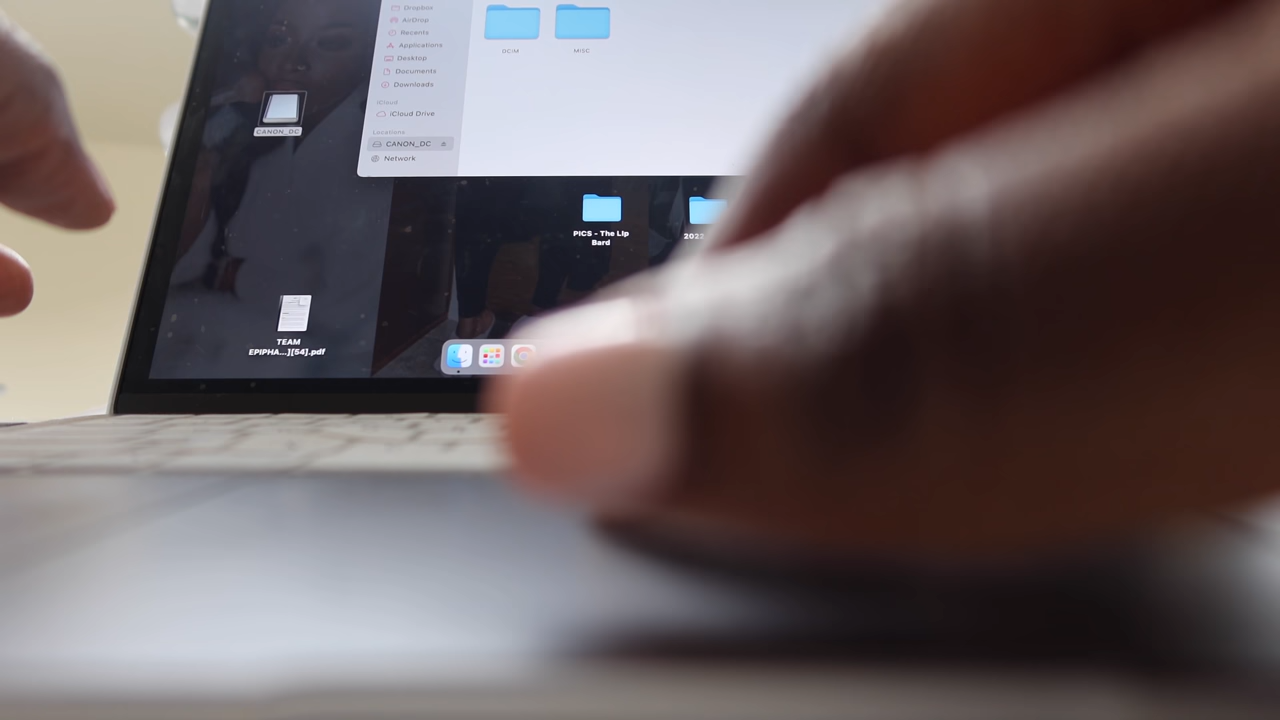 Dropbox
AirDrop
Recents
Applications
Desktop
Documents
Downloads
iCloud
iCloud Drive
Locations
CANON_DC
Network
DCIM
MISC
CANON_DC
PICS - The Lip
Bard
2022
TEAM
EPIPHA...][54].pdf